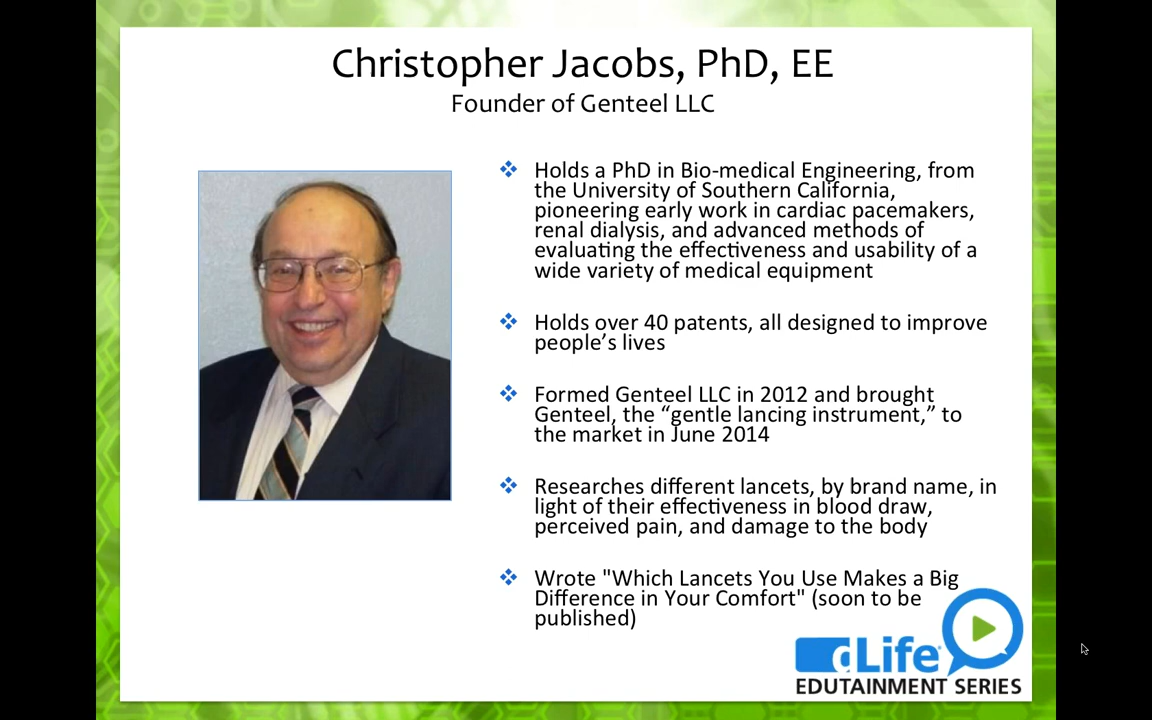 Christopher Jacobs, PhD, EE
Founder of Genteel LLC
Holds a PhD in Bio-medical Engineering, from
the University of Southern California,
pioneering early work in cardiac pacemakers,
renal dialysis, and advanced methods of
evaluating the effectiveness and usability of a
wide variety of medical equipment
Holds over 40 patents, all designed to improve
people’s lives
Formed Genteel LLC in 2012 and brought
Genteel, the “gentle lancing instrument,” to
the market in June 2014
Researches different lancets, by brand name, in
light of their effectiveness in blood draw,
perceived pain, and damage to the body
Wrote "Which Lancets You Use Makes a Big
Difference in Your Comfort" (soon to be
published)
dLife
EDUTAINMENT SERIES